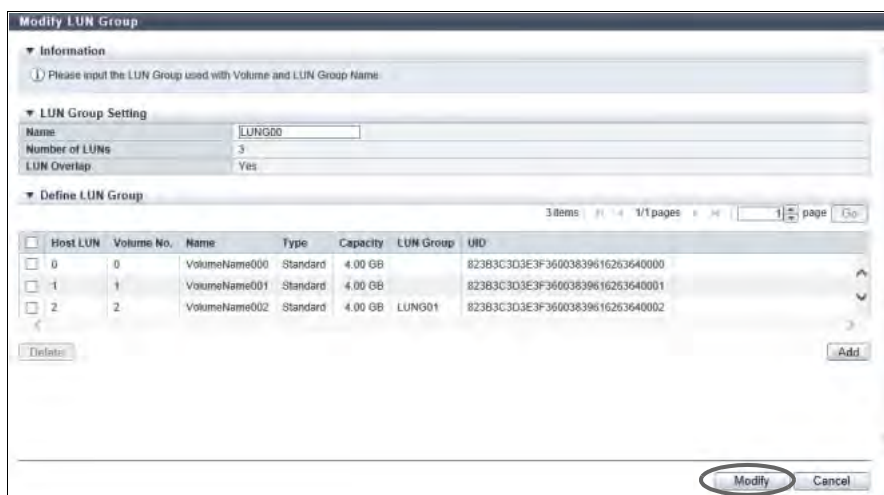 Modify LUN Group
Information
Please input the LUN Group used with Volume and LUN Group Name
LUN Group Setting
Name LUNG00
Number of LUNs 3
LUN Overlap Yes
Define LUN Group
3 items 1/1 pages 1 page Go
Host LUN Volume No. Name Type Capacity LUN Group UID
0 0 VolumeName000 Standard 4.00 GB 823B3C3D3E3F36003839616263640000
1 1 VolumeName001 Standard 4.00 GB 823B3C3D3E3F36003839616263640001
2 2 VolumeName002 Standard 4.00 GB LUNG01 823B3C3D3E3F36003839616263640002
Delete Add
Modify Cancel